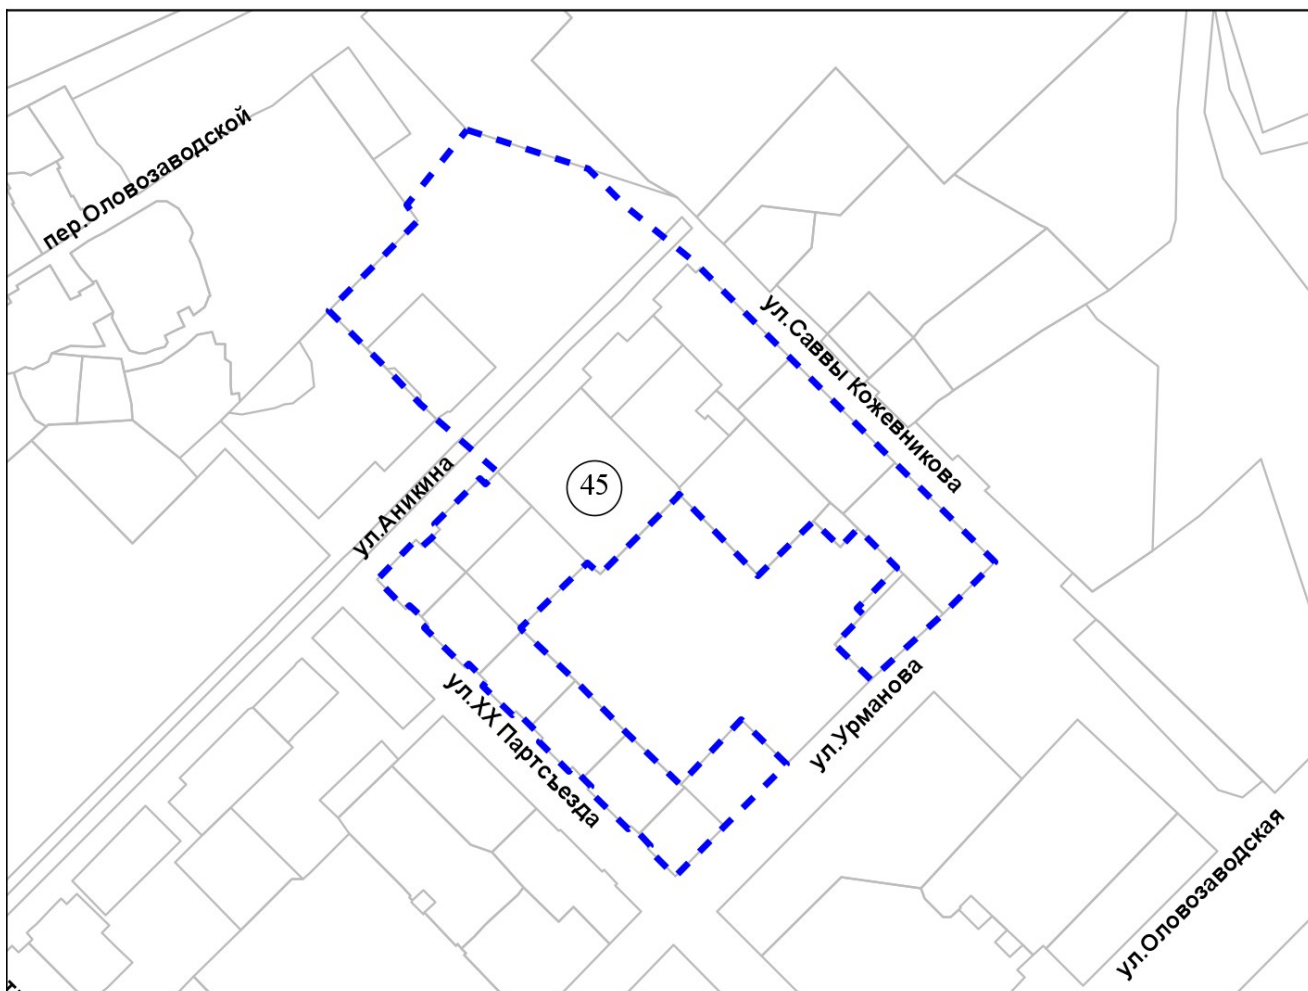 пер.Оловозаводской
ул.Саввы Кожевникова
ул.Аникина
45
ул.XX Партсъезда
ул.Урманова
ул.Оловозаводская